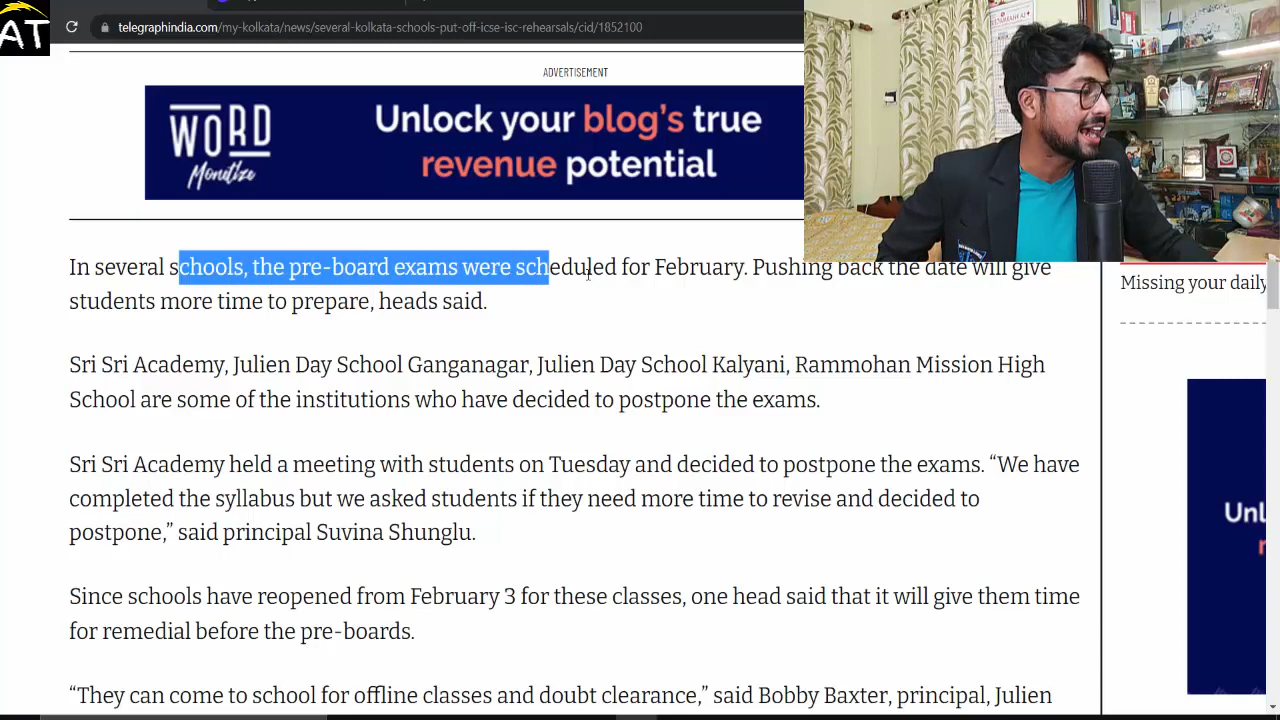 AT
telegraphindia.com/my-kolkata/news/several-kolkata-schools-put-off-icse-isc-rehearsals/cid/1852100
ADVERTISEMENT
WORD
Monetize
Unlock your blog's true
revenue potential
In several schools, the pre-board exams were scheduled for February. Pushing back the date will give
students more time to prepare, heads said.
Sri Sri Academy, Julien Day School Ganganagar, Julien Day School Kalyani, Rammohan Mission High
School are some of the institutions who have decided to postpone the exams.
Sri Sri Academy held a meeting with students on Tuesday and decided to postpone the exams. “We have
completed the syllabus but we asked students if they need more time to revise and decided to
postpone,” said principal Suvina Shunglu.
Since schools have reopened from February 3 for these classes, one head said that it will give them time
for remedial before the pre-boards.
“They can come to school for offline classes and doubt clearance,” said Bobby Baxter, principal, Julien
Missing your daily
Unl
r